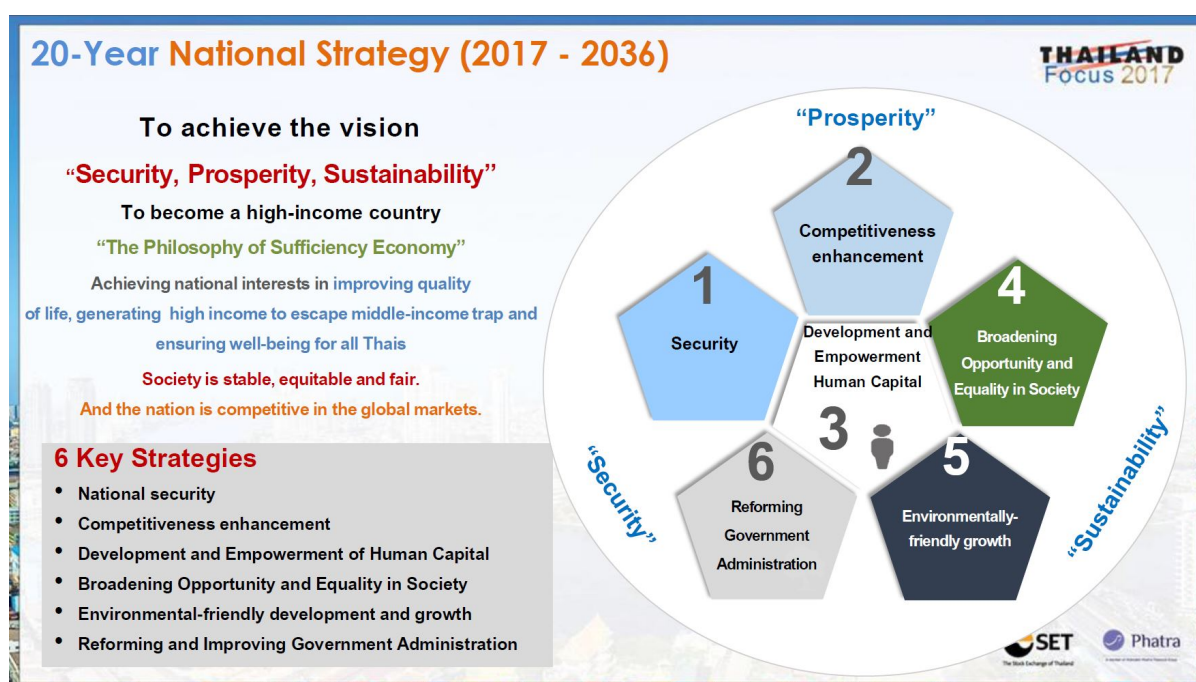 20-Year National Strategy (2017 - 2036)
THAILAND
Focus 2017
To achieve the vision
“Security, Prosperity, Sustainability”
To become a high-income country
“The Philosophy of Sufficiency Economy”
Achieving national interests in improving quality
of life, generating high income to escape middle-income trap and
ensuring well-being for all Thais
Society is stable, equitable and fair.
And the nation is competitive in the global markets.
6 Key Strategies
• National security
• Competitiveness enhancement
• Development and Empowerment of Human Capital
• Broadening Opportunity and Equality in Society
• Environmental-friendly development and growth
• Reforming and Improving Government Administration
“Prosperity”
2
Competitiveness
enhancement
1
Security
4
Broadening
Opportunity and
Equality in Society
Development and
Empowerment
Human Capital
3
6
Reforming
Government
Administration
5
Environmentally-
friendly growth
“Security”
“Sustainability”
SET
The Stock Exchange of Thailand
Phatra